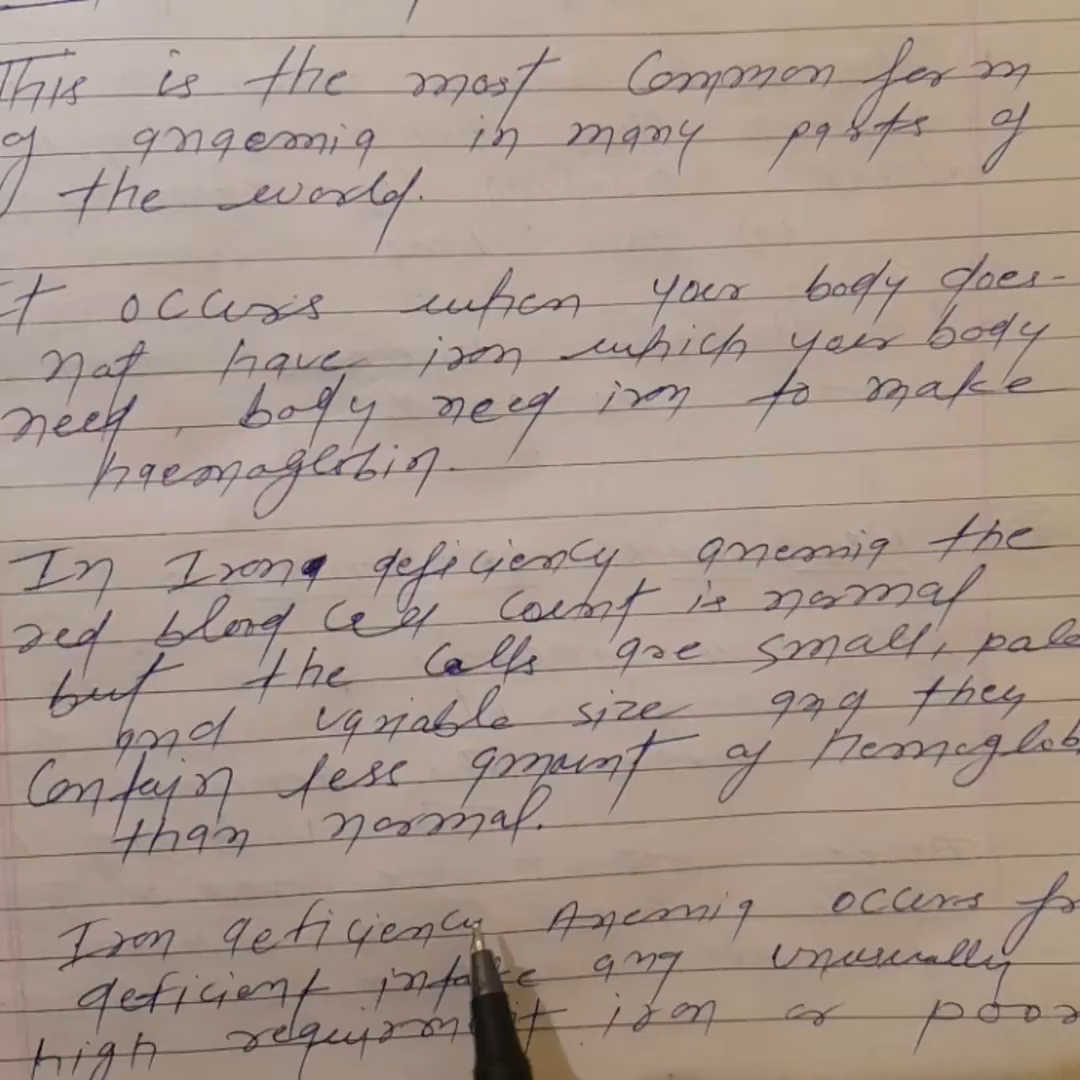 This is the most Common form
of anaemia in many parts of
the world.
It occurs when your body does-
not have iron which your body
need, body need iron to make
haemoglobin.
In Iron deficiency anemia the
red blood Cell Count is normal
but the Cells are small, pale
and variable size and they
Contain less amount of hemoglob
than normal.
Iron deficiency Anemia occurs fr
deficient intake and unusually
high requirment iron or poor